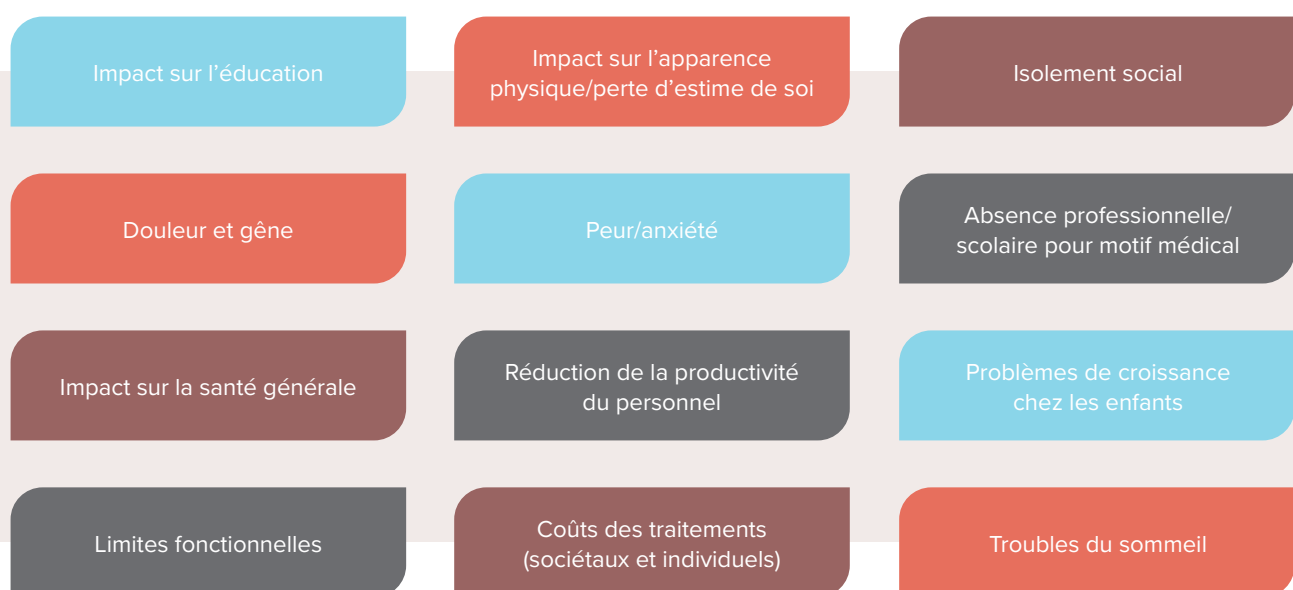 Impact sur l’éducation
Impact sur l’apparence
physique/perte d’estime de soi
Isolement social
Douleur et gêne
Peur/anxiété
Absence professionnelle/
scolaire pour motif médical
Impact sur la santé générale
Réduction de la productivité
du personnel
Problèmes de croissance
chez les enfants
Limites fonctionnelles
Coûts des traitements
(sociétaux et individuels)
Troubles du sommeil